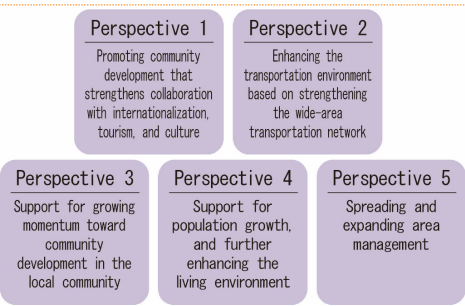 Perspective 1
Promoting community
development that
strengthens collaboration
with internationalization,
tourism, and culture
Perspective 2
Enhancing the
transportation environment
based on strengthening
the wide-area
transportation network
Perspective 3
Support for growing
momentum toward
community
development in the
local community
Perspective 4
Support for
population growth,
and further
enhancing the
living environment
Perspective 5
Spreading and
expanding area
management